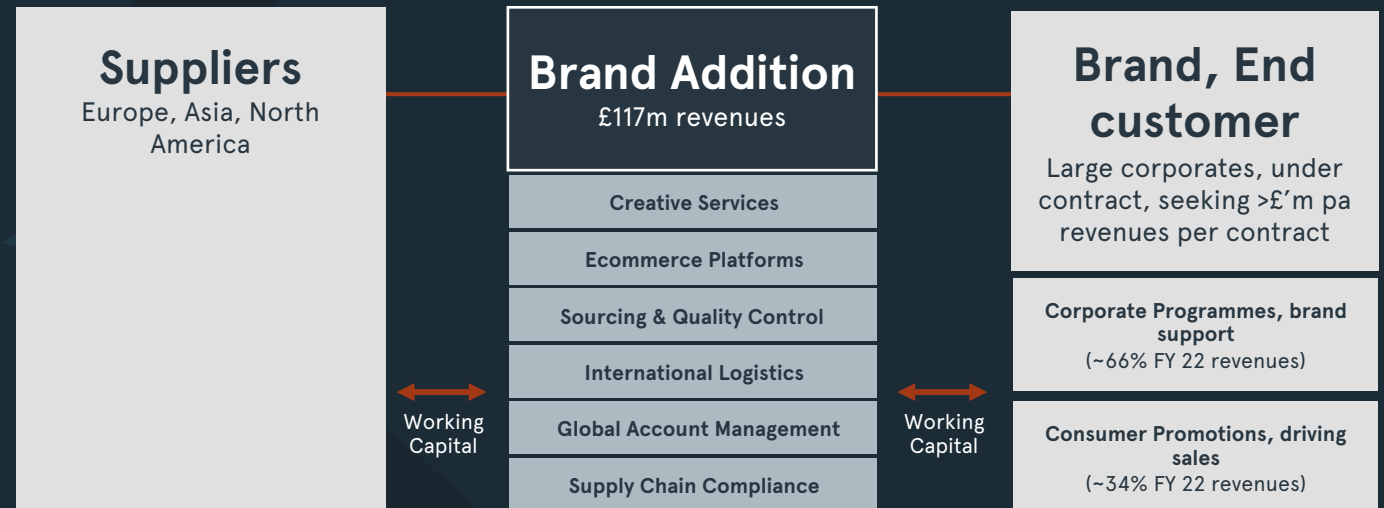 Suppliers
Europe, Asia, North
America
Brand Addition
£117m revenues
Creative Services
Ecommerce Platforms
Sourcing & Quality Control
International Logistics
Global Account Management
Supply Chain Compliance
Working
Capital
Working
Capital
Brand, End
customer
Large corporates, under
contract, seeking >£’m pa
revenues per contract
Corporate Programmes, brand
support
(~66% FY 22 revenues)
Consumer Promotions, driving
sales
(~34% FY 22 revenues)